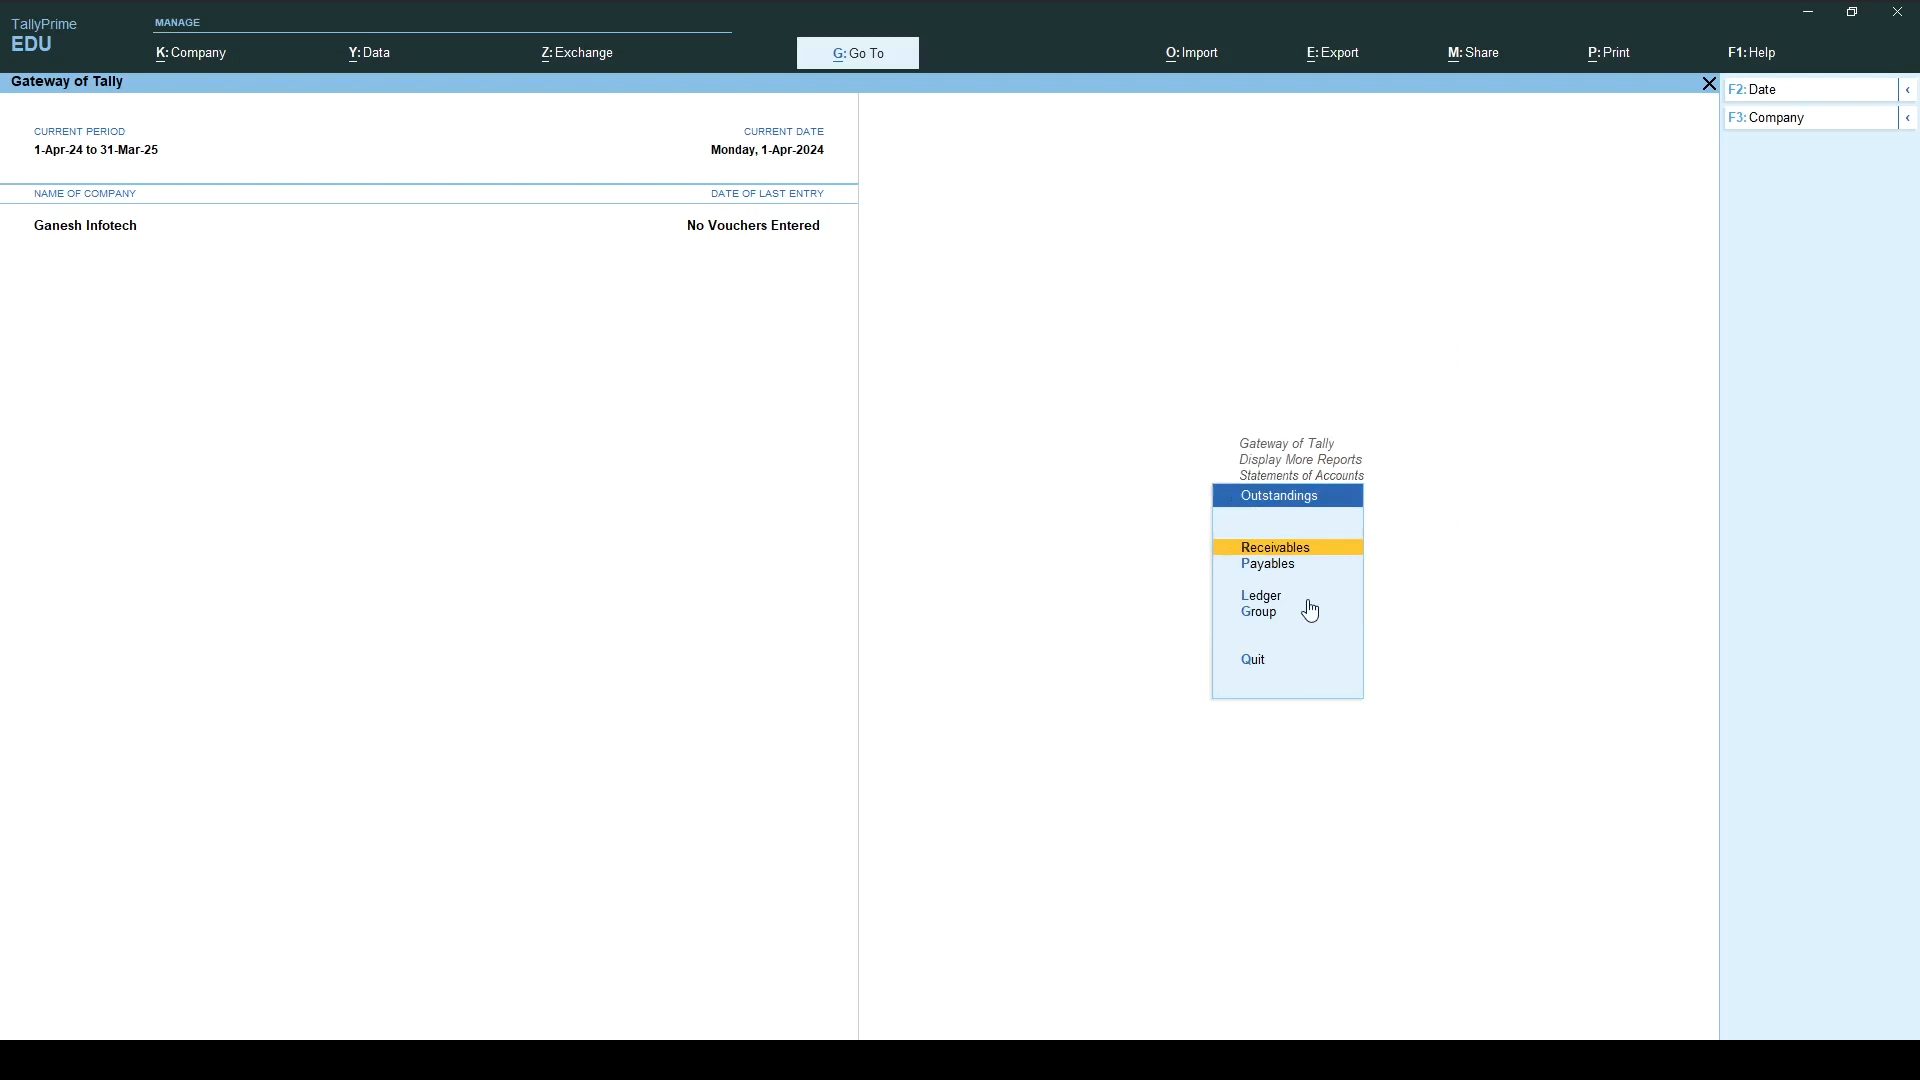 TallyPrime
EDU
MANAGE
K: Company
Y: Data
Z: Exchange
G: Go To
O: Import
E: Export
M: Share
P: Print
F1: Help
Gateway of Tally
F2: Date
F3: Company
CURRENT PERIOD
CURRENT DATE
1-Apr-24 to 31-Mar-25
Monday, 1-Apr-2024
NAME OF COMPANY
DATE OF LAST ENTRY
Ganesh Infotech
No Vouchers Entered
Gateway of Tally
Display More Reports
Statements of Accounts
Outstandings
Receivables
Payables
Ledger
Group
Quit